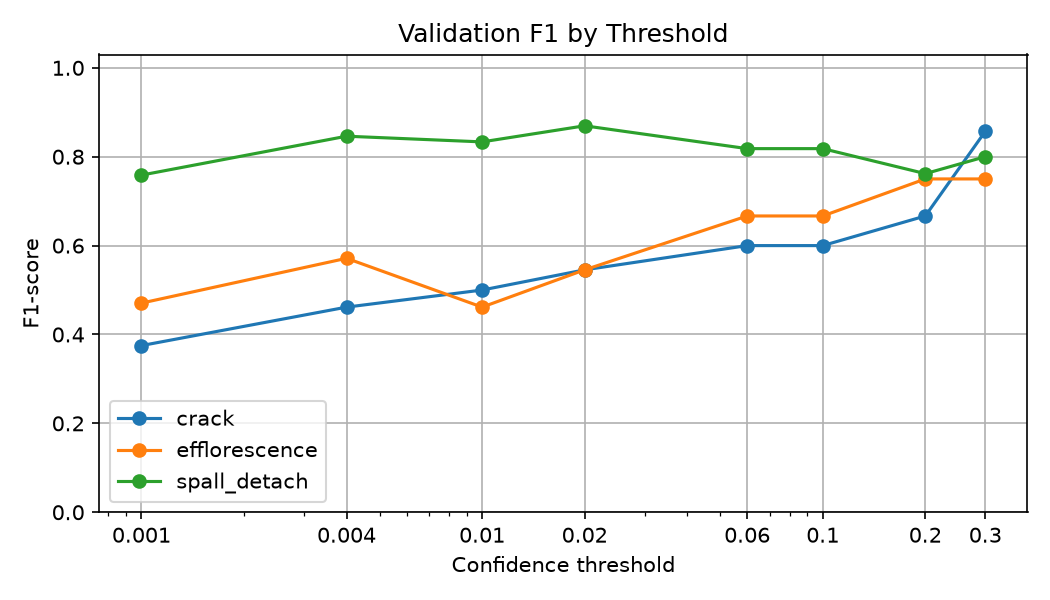 Validation F1 by Threshold
F1-score
1.0
0.8
0.6
0.4
0.2
0.0
crack
efflorescence
spall_detach
0.001 0.004 0.01 0.02 0.06 0.1 0.2 0.3
Confidence threshold